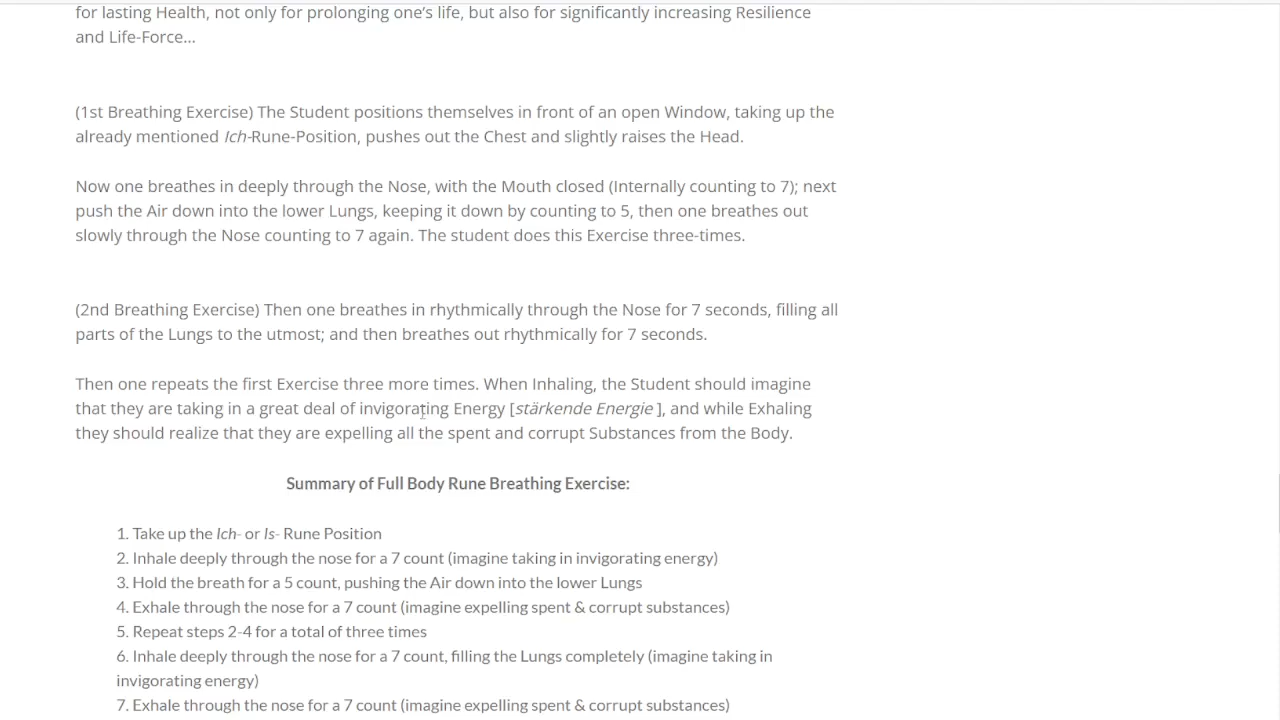 for lasting Health, not only for prolonging one’s life, but also for significantly increasing Resilience
and Life-Force…
(1st Breathing Exercise) The Student positions themselves in front of an open Window, taking up the
already mentioned Ich-Rune-Position, pushes out the Chest and slightly raises the Head.
Now one breathes in deeply through the Nose, with the Mouth closed (Internally counting to 7); next
push the Air down into the lower Lungs, keeping it down by counting to 5, then one breathes out
slowly through the Nose counting to 7 again. The student does this Exercise three-times.
(2nd Breathing Exercise) Then one breathes in rhythmically through the Nose for 7 seconds, filling all
parts of the Lungs to the utmost; and then breathes out rhythmically for 7 seconds.
Then one repeats the first Exercise three more times. When Inhaling, the Student should imagine
that they are taking in a great deal of invigorating Energy [stärkende Energie ], and while Exhaling
they should realize that they are expelling all the spent and corrupt Substances from the Body.
Summary of Full Body Rune Breathing Exercise:
1. Take up the Ich- or Is- Rune Position
2. Inhale deeply through the nose for a 7 count (imagine taking in invigorating energy)
3. Hold the breath for a 5 count, pushing the Air down into the lower Lungs
4. Exhale through the nose for a 7 count (imagine expelling spent & corrupt substances)
5. Repeat steps 2-4 for a total of three times
6. Inhale deeply through the nose for a 7 count, filling the Lungs completely (imagine taking in
invigorating energy)
7. Exhale through the nose for a 7 count (imagine expelling spent & corrupt substances)